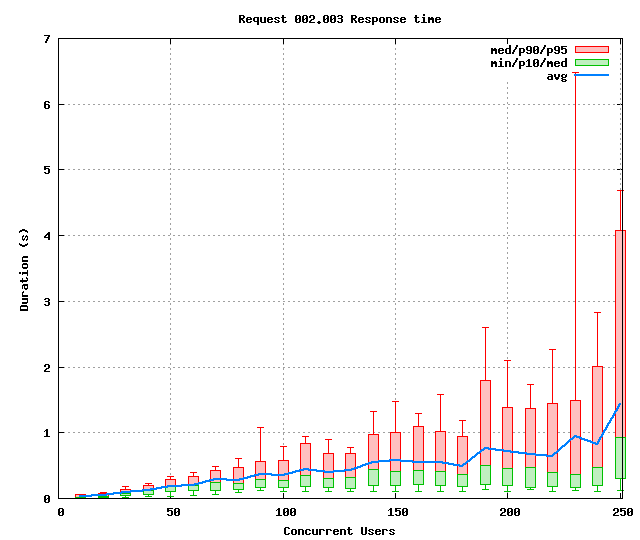 Request 002.003 Response time
med/p90/p95
min/p10/med
avg
Duration (s)
7
6
5
4
3
2
1
0
0 50 100 150 200 250
Concurrent Users